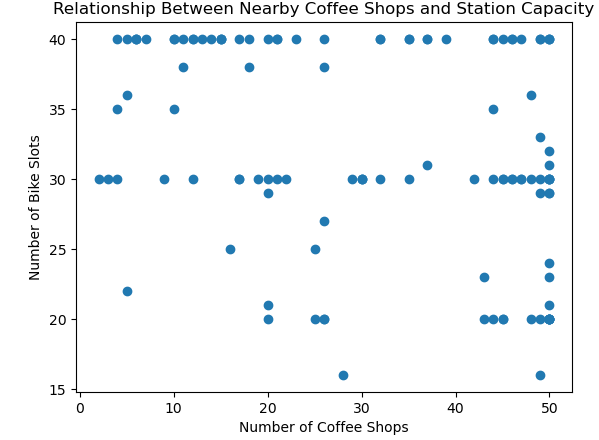 Relationship Between Nearby Coffee Shops and Station Capacity
40
35
30
25
20
15
Number of Bike Slots
0 10 20 30 40 50
Number of Coffee Shops